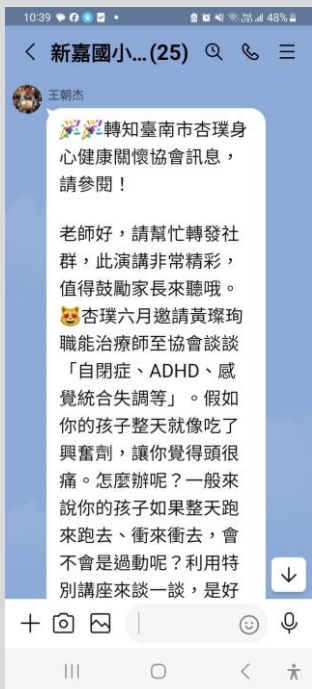 10:39
48%
新嘉國小...(25)
王朝杰
🎉🎉轉知臺南市杏璞身
心健康關懷協會訊息，
請參閱！
老師好，請幫忙轉發社
群，此演講非常精彩，
值得鼓勵家長來聽哦。
😻杏璞六月邀請黃璨珣
職能治療師至協會談談
「自閉症、ADHD、感
覺統合失調等」。假如
你的孩子整天就像吃了
興奮劑，讓你覺得頭很
痛。怎麼辦呢？一般來
說你的孩子如果整天跑
來跑去、衝來衝去，會
不會是過動呢？利用特
別講座來談一談，是好